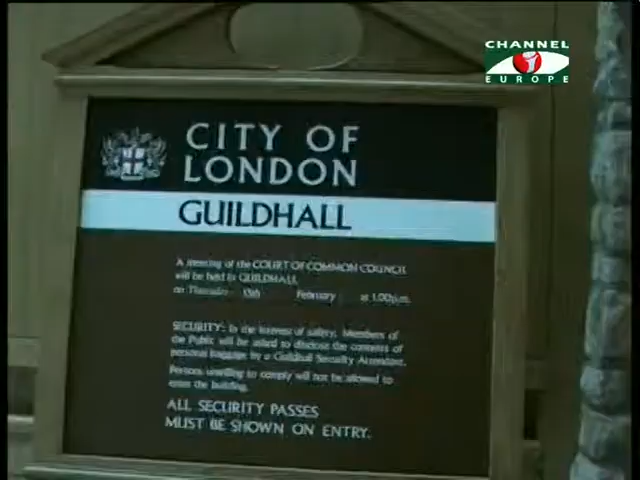 CHANNEL
i
EUROPE
CITY OF
LONDON
GUILDHALL
A meeting of the COURT OF COMMON COUNCIL
will be held in GUILDHALL
on Thursday 13th February at 1.00p.m.
SECURITY: In the interest of safety, Members of
the Public will be asked to disclose the contents of
personal baggage by a Guildhall Security Attendant.
Persons unwilling to comply will not be allowed to
enter the building.
ALL SECURITY PASSES
MUST BE SHOWN ON ENTRY.